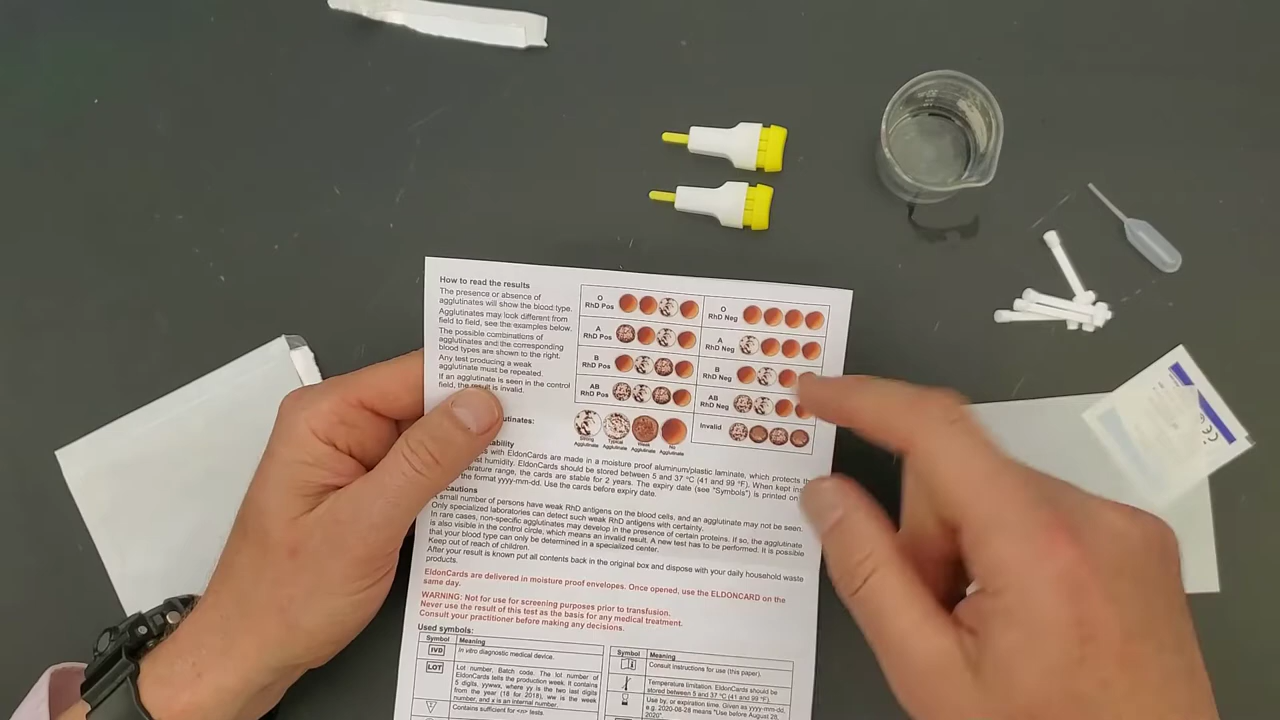 How to read the results
The presence or absence of
agglutinates will show the blood type.
Agglutinates may look different from
field to field, see the examples below.
The possible combinations of
agglutinates and the corresponding
blood types are shown to the right.
Any test producing a weak
agglutinate must be repeated.
If an agglutinate is seen in the control
field, the result is invalid.
O
RhD Pos
O
RhD Neg
A
RhD Pos
A
RhD Neg
B
RhD Pos
B
RhD Neg
AB
RhD Pos
AB
RhD Neg
Invalid
Strong Agglutinate
Typical Agglutinate
Weak Agglutinate
No Agglutinate
with EldonCards are made in a moisture proof aluminum/plastic laminate, which protects
humidity. EldonCards should be stored between 5 and 37 °C (41 and 99 °F). When kept
range, the cards are stable for 2 years. The expiry date (see "Symbols") is printed on
the format yyyy-mm-dd. Use the cards before expiry date.
A small number of persons have weak RhD antigens on the blood cells, and an agglutinate may not be seen.
Only specialized laboratories can detect such weak RhD antigens with certainty.
In rare cases, non-specific agglutinates may develop in the presence of certain proteins. If so, the agglutinate
is also visible in the control circle, which means an invalid result. A new test has to be performed. It is possible
that your blood type can only be determined in a specialized center.
Keep out of reach of children.
After your result is known put all contents back in the original box and dispose with your daily household waste
products.
EldonCards are delivered in moisture proof envelopes. Once opened, use the ELDONCARD on the
same day.
WARNING: Not for use for screening purposes prior to transfusion.
Never use the result of this test as the basis for any medical treatment.
Consult your practitioner before making any decisions.
Used symbols:
Symbol Meaning
IVD In vitro diagnostic medical device.
LOT Lot number, Batch code. The lot number of
EldonCards tells the production week. It contains
5 digits, yywwx, where yy is the two last digits
from the year (18 for 2018), ww is the week
number, and x is an internal number.
Contains sufficient for <n> tests.
Symbol Meaning
Consult instructions for use (this paper).
Temperature limitation. EldonCards should be
stored between 5 and 37 °C (41 and 99 °F)
Use by, or expiration time. Given as yyyy-mm-dd,
e.g. 2020-08-28 means "Use before August 28,
2020"
CE